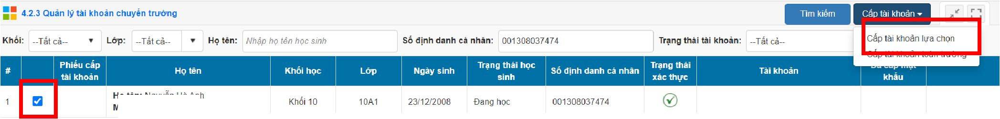 4.2.3 Quản lý tài khoản chuyển trường
Tìm kiếm
Cấp tài khoản
Khối: --Tất cả-- Lớp: --Tất cả-- Họ tên: Nhập họ tên học sinh Số định danh cá nhân: 001308037474 Trạng thái tài khoản: --Tất cả--
Cấp tài khoản lựa chọn
Cấp tài khoản toàn trường
# Phiếu cấp tài khoản Họ tên Khối học Lớp Ngày sinh Trạng thái học sinh Số định danh cá nhân Trạng thái xác thực Tài khoản Đã cấp mật khẩu
1 Họ tên: Nguyễn Hà Anh Khối 10 10A1 23/12/2008 Đang học 001308037474